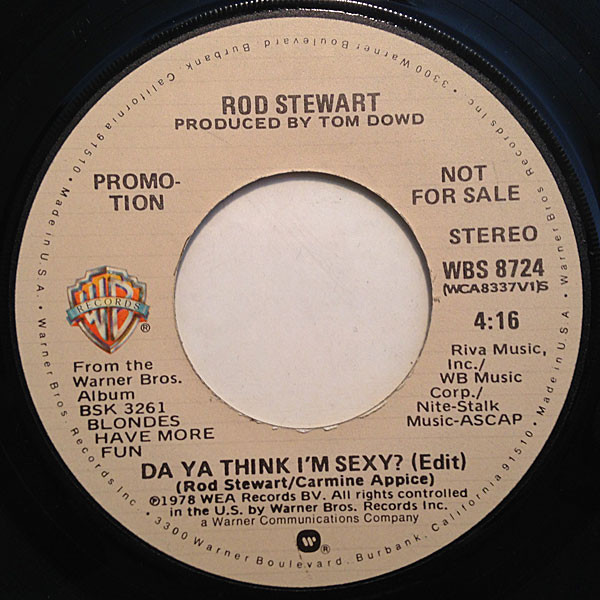 3300 Warner Boulevard, Burbank, California 91510 • Made in U.S.A. • Warner Bros. Records Inc. • 3300 Warner Boulevard, Burbank, California 91510 • Made in U.S.A. • Warner Bros Records Inc •
ROD STEWART
PRODUCED BY TOM DOWD
PROMO-
TION
NOT
FOR SALE
STEREO
WBS 8724
(WCA8337V1)S
4:16
WB
RECORDS
®
From the
Warner Bros.
Album
BSK 3261
BLONDES
HAVE MORE
FUN
Riva Music,
Inc./
WB Music
Corp./
Nite-Stalk
Music-ASCAP
DA YA THINK I'M SEXY? (Edit)
(Rod Stewart/Carmine Appice)
℗1978 WEA Records BV. All rights controlled
in the U.S. by Warner Bros. Records Inc.
a Warner Communications Company
®